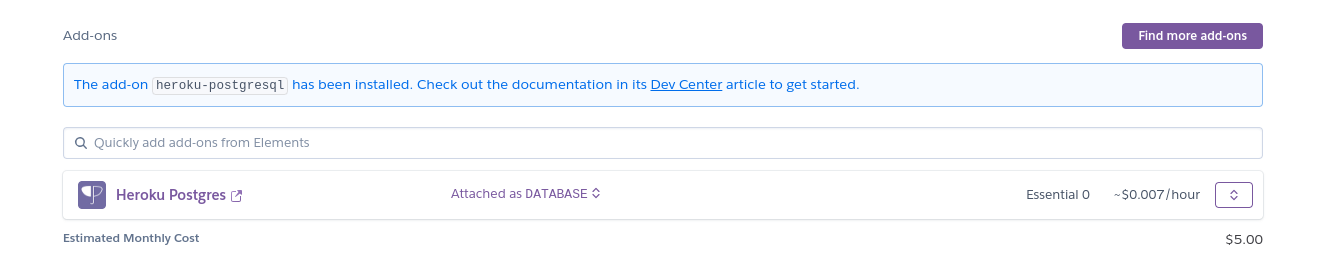 Add-ons
Find more add-ons
The add-on heroku-postgresql has been installed. Check out the documentation in its Dev Center article to get started.
Quickly add add-ons from Elements
Heroku Postgres
Attached as DATABASE
Essential 0
~$0.007/hour
Estimated Monthly Cost
$5.00